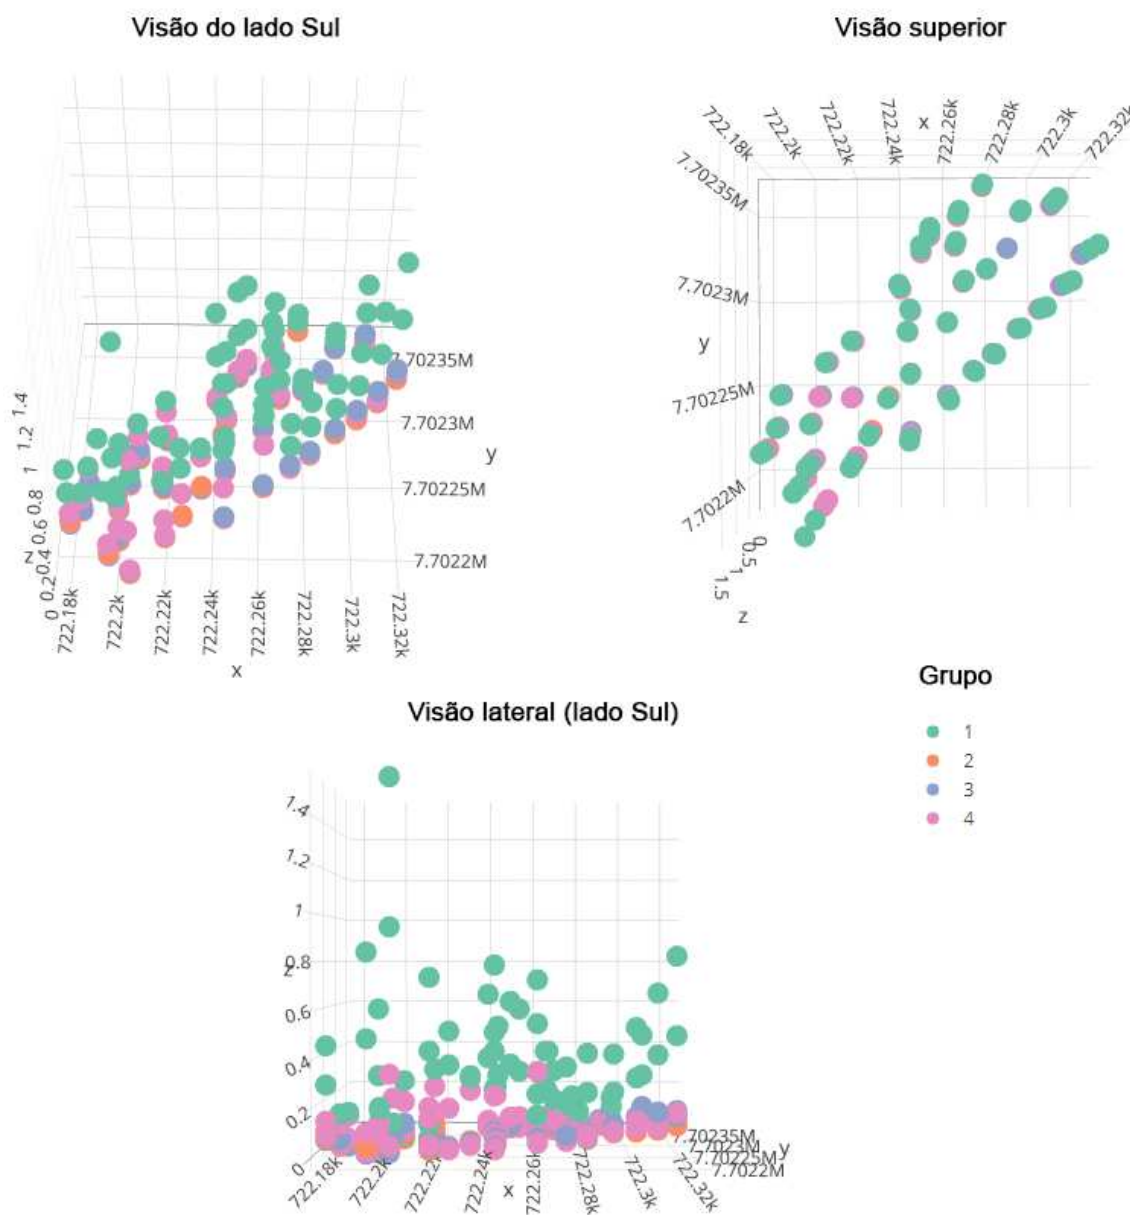 Visão do lado Sul
7.70235M
7.7023M
y
7.70225M
7.7022M
1.4
1.2
1
0.8
0.6
0.4
0.2
0
z
722.18k
722.2k
722.22k
722.24k
722.26k
722.28k
722.3k
722.32k
x
Visão superior
x
722.18k
722.2k
722.22k
722.24k
722.26k
722.28k
722.3k
722.32k
7.70235M
7.7023M
y
7.70225M
7.7022M
0
0.5
1
1.5
z
Grupo
1
2
3
4
Visão lateral (lado Sul)
1.4
1.2
1
0.8
z
0.6
0.4
0.2
0
7.70235M
7.7023M
y
7.70225M
7.7022M
722.18k
722.2k
722.22k
722.24k
722.26k
722.28k
722.3k
722.32k
x